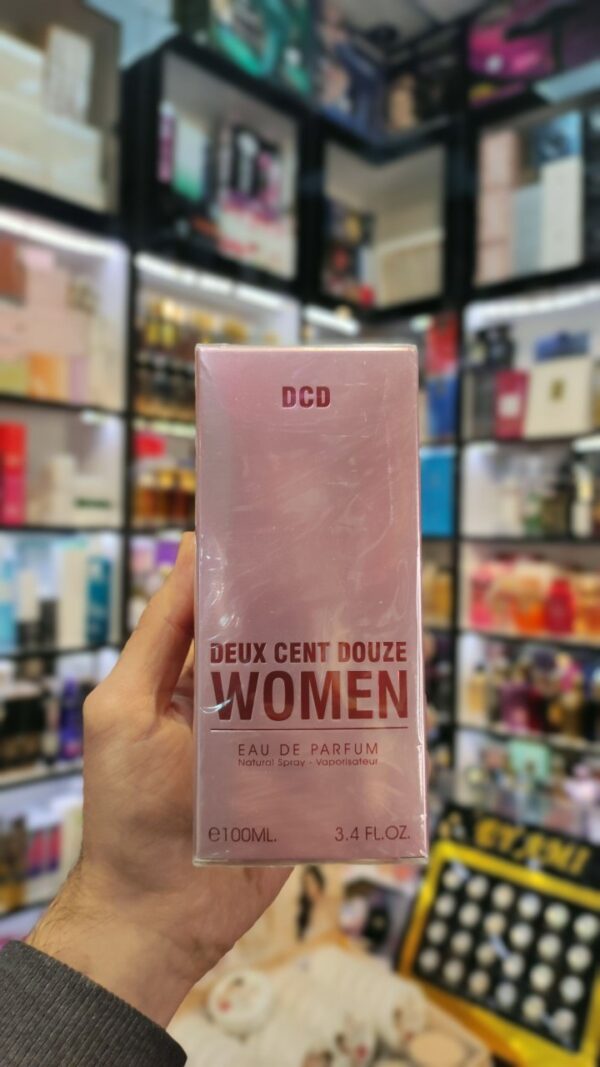 DCD
DEUX CENT DOUZE
WOMEN
EAU DE PARFUM
Natural Spray - Vaporisateur
e100ML. 3.4 FL.OZ.